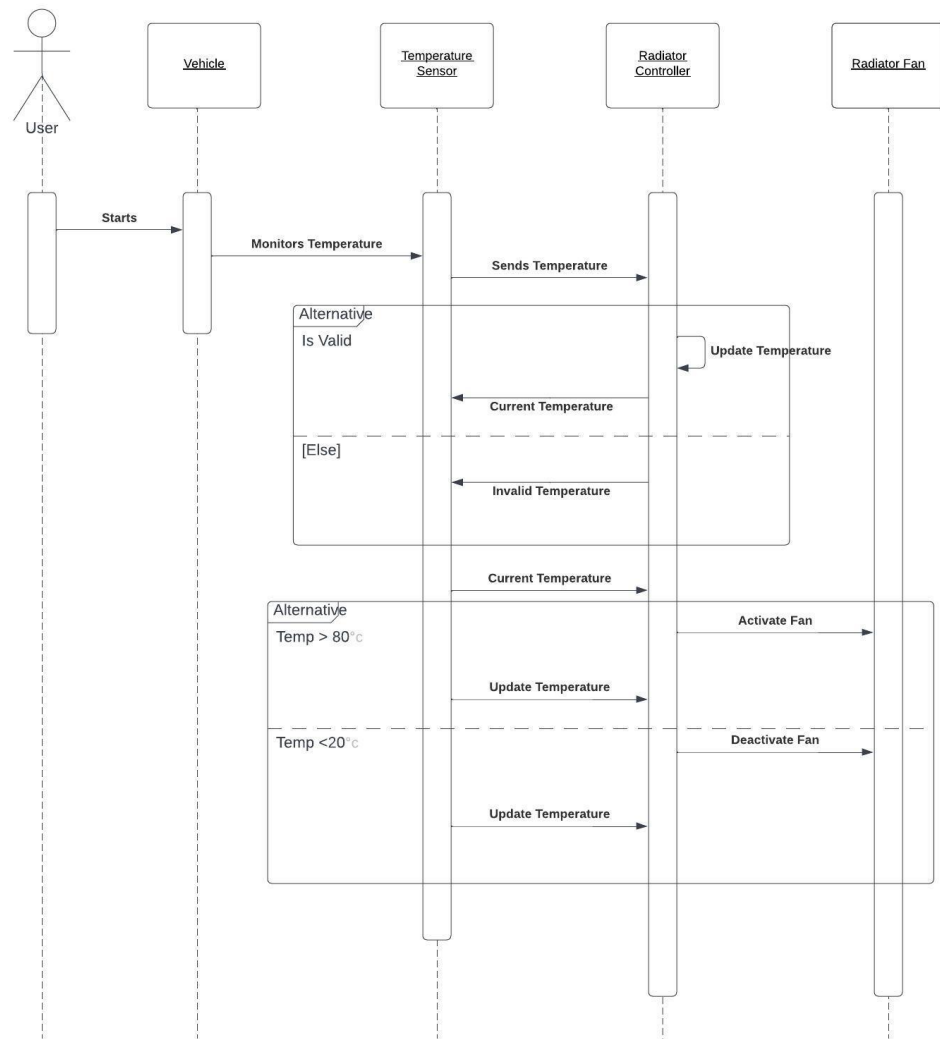 Vehicle
Temperature
Sensor
Radiator
Controller
Radiator Fan
User
Starts
Monitors Temperature
Sends Temperature
Alternative
Is Valid
Update Temperature
Current Temperature
[Else]
Invalid Temperature
Current Temperature
Alternative
Temp > 80°c
Activate Fan
Update Temperature
Temp <20°c
Deactivate Fan
Update Temperature